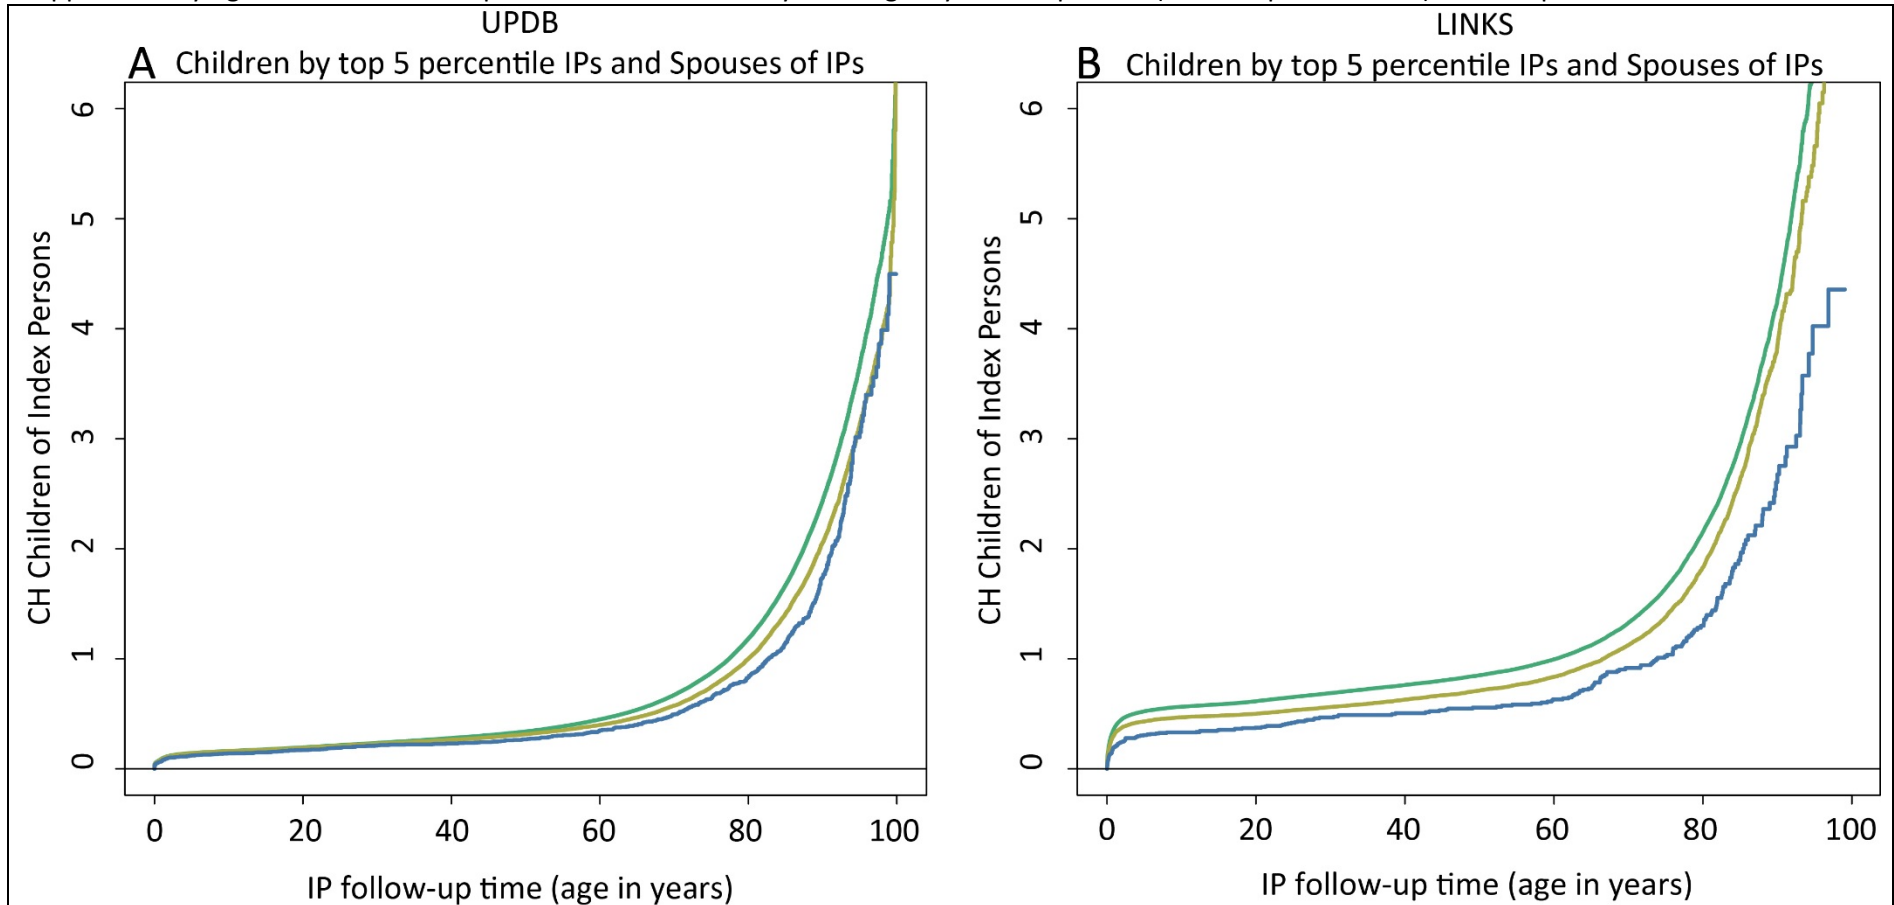 UPDB
A Children by top 5 percentile IPs and Spouses of IPs
CH Children of Index Persons
6
5
4
3
2
1
0
0 20 40 60 80 100
IP follow-up time (age in years)
LINKS
B Children by top 5 percentile IPs and Spouses of IPs
CH Children of Index Persons
6
5
4
3
2
1
0
0 20 40 60 80 100
IP follow-up time (age in years)